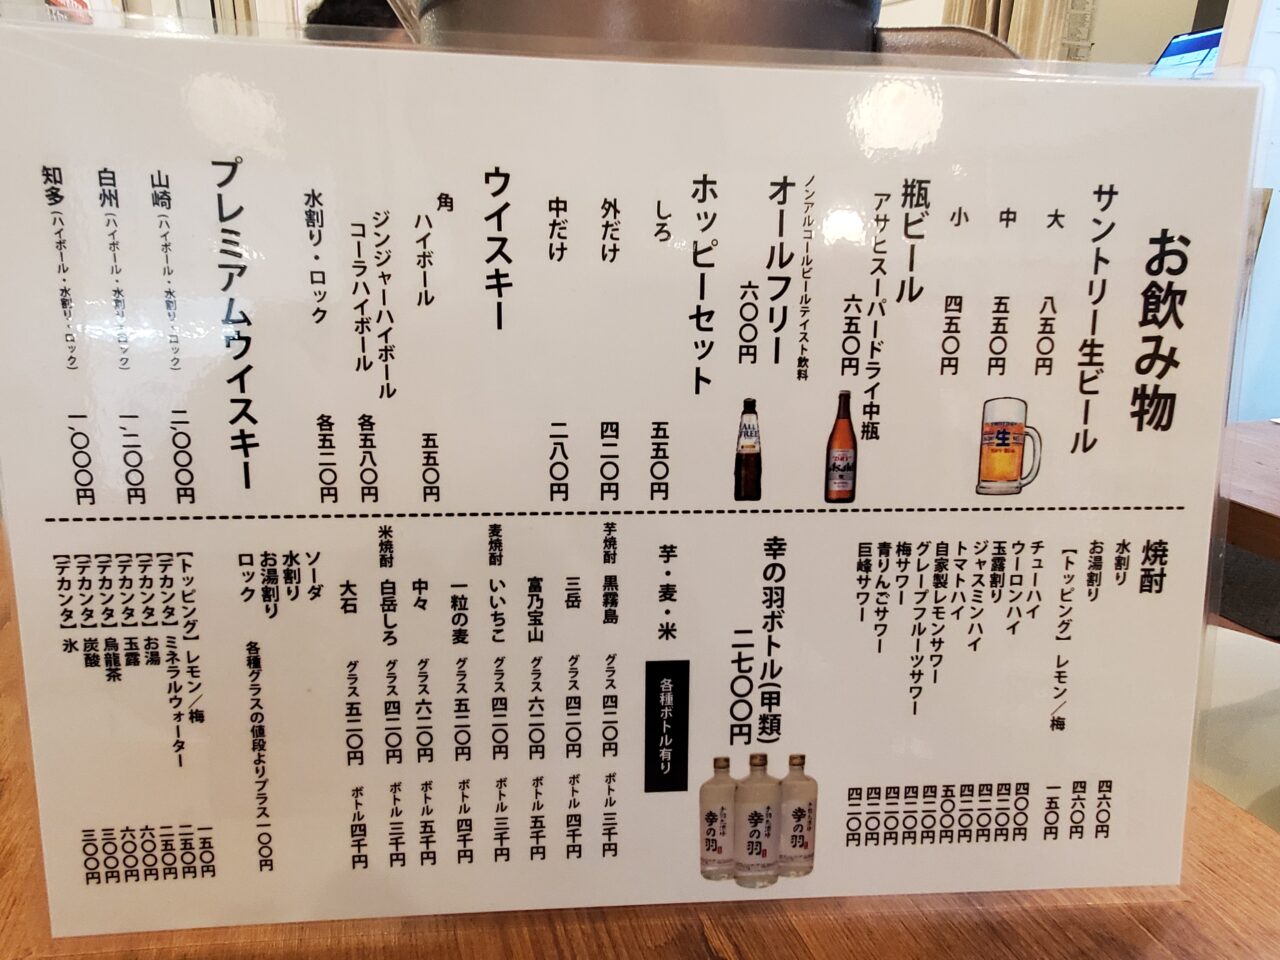 お飲み物
サントリー生ビール
大 八五〇円
中 五五〇円
小 四五〇円
瓶ビール
アサヒスーパードライ中瓶
六五〇円
ノンアルコールビールテイスト飲料
オールフリー
六〇〇円
ホッピーセット
しろ 五五〇円
外だけ 四二〇円
中だけ 二八〇円
ウイスキー
角
ハイボール 五五〇円
ジンジャーハイボール
コーラハイボール 各五八〇円
水割り・ロック 各五二〇円
プレミアムウイスキー
山崎(ハイボール・水割り・ロック) 二、〇〇〇円
白州(ハイボール・水割り・ロック) 一、二〇〇円
知多(ハイボール・水割り・ロック) 一、〇〇〇円
焼酎
水割り 四六〇円
お湯割り 四六〇円
【トッピング】レモン/梅 一五〇円
チューハイ 四〇〇円
ウーロンハイ 四二〇円
玉露割り 四二〇円
ジャスミンハイ 四二〇円
トマトハイ 四二〇円
自家製レモンサワー 五〇〇円
グレープフルーツサワー 四二〇円
梅サワー 四二〇円
青りんごサワー 四二〇円
巨峰サワー 四二〇円
幸の羽ボトル(甲類)
二七〇〇円
幸の羽
幸の羽
幸の羽
芋・麦・米
各種ボトル有り
芋焼酎 黒霧島 グラス 四二〇円 ボトル 三千円
三岳 グラス 四二〇円 ボトル 四千円
富乃宝山 グラス 六二〇円 ボトル 五千円
麦焼酎 いいちこ グラス 四二〇円 ボトル 三千円
一粒の麦 グラス 五二〇円 ボトル 四千円
中々 グラス 六二〇円 ボトル 五千円
米焼酎 白岳しろ グラス 四二〇円 ボトル 三千円
大石 グラス 五二〇円 ボトル 四千円
ソーダ
水割り
お湯割り
ロック
各種グラスの値段よりプラス一〇〇円
【トッピング】レモン/梅 一五〇円
【デカンタ】ミネラルウォーター 二五〇円
【デカンタ】お湯 一五〇円
【デカンタ】玉露 六〇〇円
【デカンタ】烏龍茶 六〇〇円
【デカンタ】炭酸 三〇〇円
【デカンタ】氷 三〇〇円
生
ALL FREE
Asahi